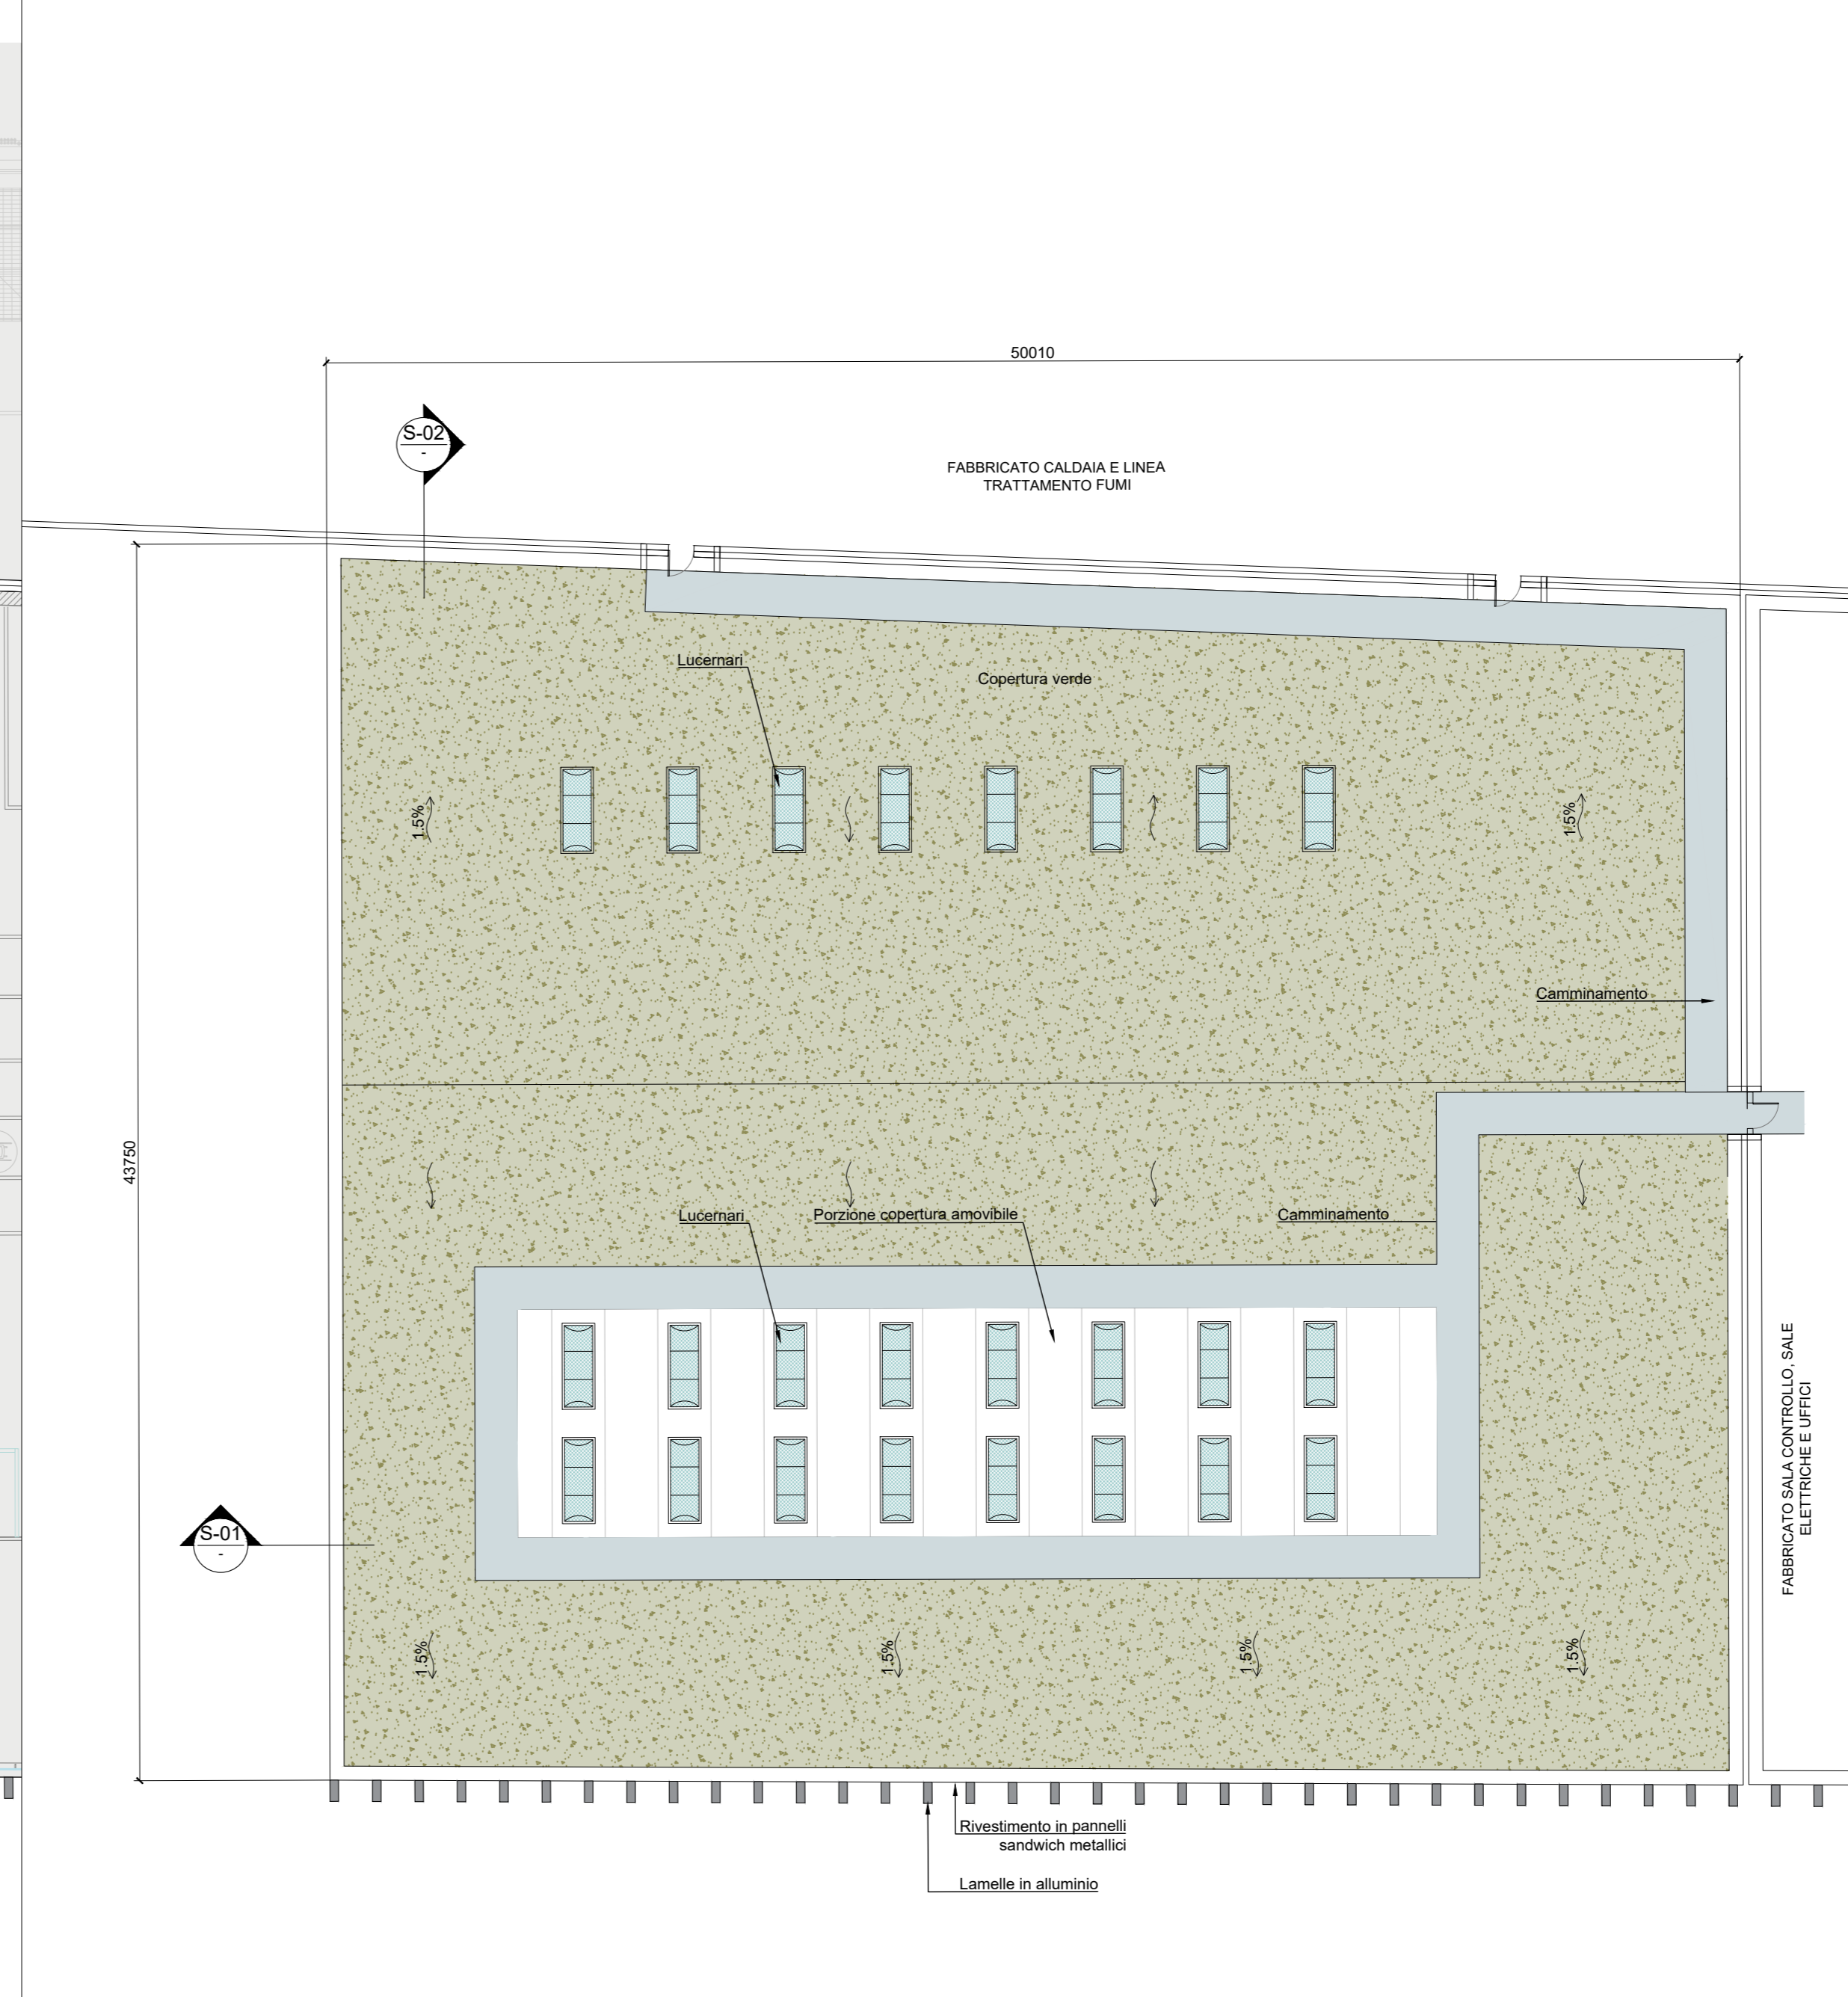 50010
S-02
-
FABBRICATO CALDAIA E LINEA
TRATTAMENTO FUMI
Lucernari
Copertura verde
1.5%
1.5%
Camminamento
43750
Lucernari
Porzione copertura amovibile
Camminamento
FABBRICATO SALA CONTROLLO, SALE
ELETTRICHE E UFFICI
S-01
-
1.5%
1.5%
1.5%
1.5%
Rivestimento in pannelli
sandwich metallici
Lamelle in alluminio